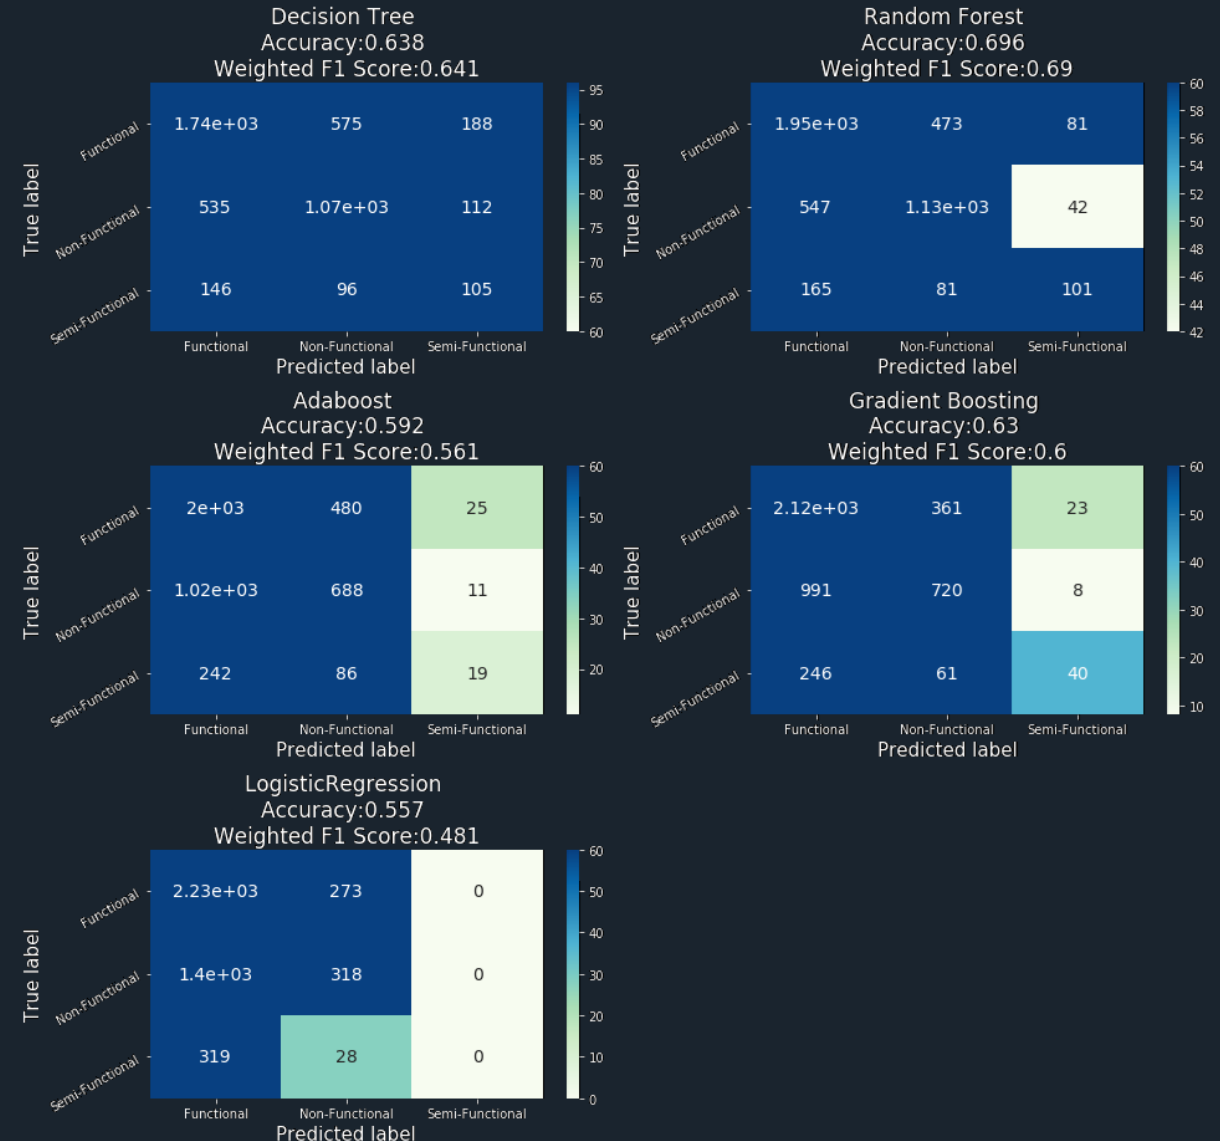 Decision Tree
Accuracy:0.638
Weighted F1 Score:0.641
True label
Functional
1.74e+03 575 188
Non-Functional
535 1.07e+03 112
Semi-Functional
146 96 105
Functional Non-Functional Semi-Functional
Predicted label
95
90
85
80
75
70
65
60
Random Forest
Accuracy:0.696
Weighted F1 Score:0.69
True label
Functional
1.95e+03 473 81
Non-Functional
547 1.13e+03 42
Semi-Functional
165 81 101
Functional Non-Functional Semi-Functional
Predicted label
60
58
56
54
52
50
48
46
44
42
Adaboost
Accuracy:0.592
Weighted F1 Score:0.561
True label
Functional
2e+03 480 25
Non-Functional
1.02e+03 688 11
Semi-Functional
242 86 19
Functional Non-Functional Semi-Functional
Predicted label
60
50
40
30
20
Gradient Boosting
Accuracy:0.63
Weighted F1 Score:0.6
True label
Functional
2.12e+03 361 23
Non-Functional
991 720 8
Semi-Functional
246 61 40
Functional Non-Functional Semi-Functional
Predicted label
60
50
40
30
20
10
LogisticRegression
Accuracy:0.557
Weighted F1 Score:0.481
True label
Functional
2.23e+03 273 0
Non-Functional
1.4e+03 318 0
Semi-Functional
319 28 0
Functional Non-Functional Semi-Functional
Predicted label
60
50
40
30
20
10
0